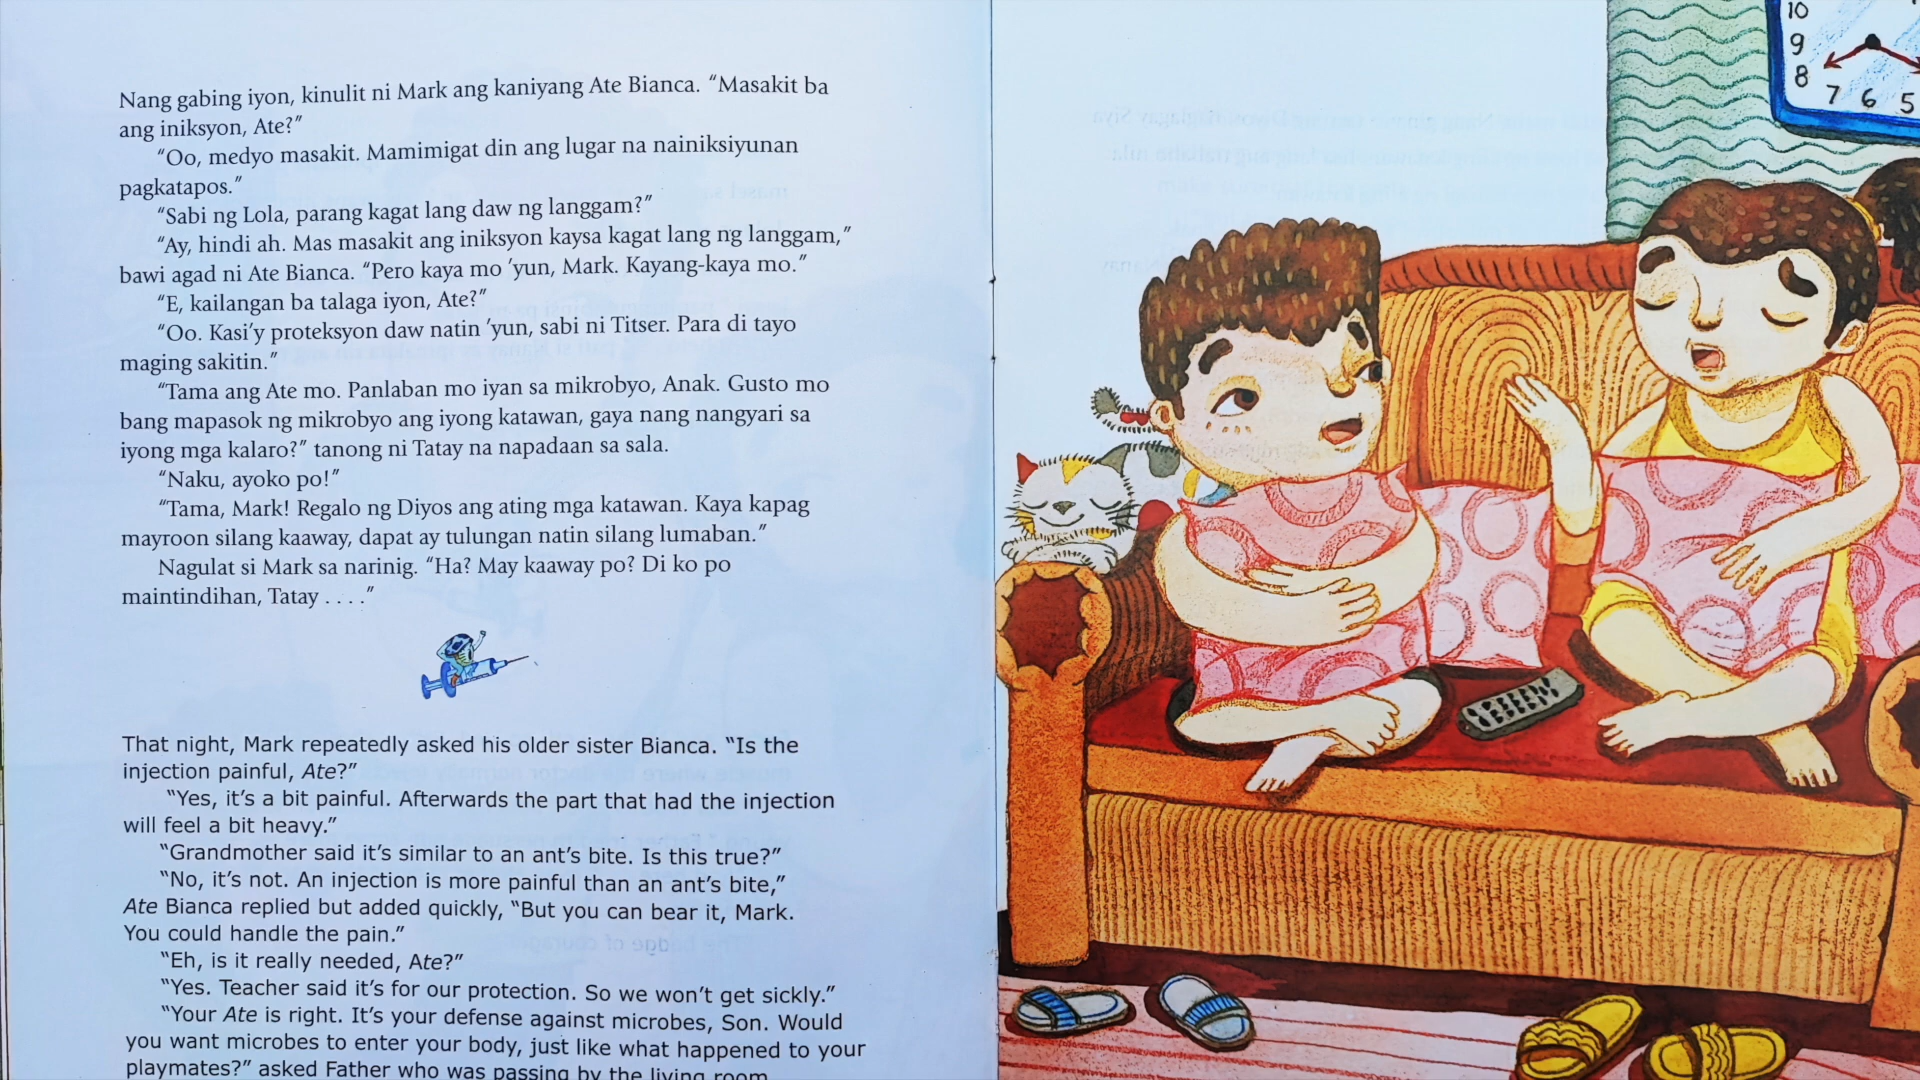 Nang gabing iyon, kinulit ni Mark ang kaniyang Ate Bianca. “Masakit ba
ang iniksyon, Ate?”
“Oo, medyo masakit. Mamimigat din ang lugar na nainiksiyunan
pagkatapos.”
“Sabi ng Lola, parang kagat lang daw ng langgam?”
“Ay, hindi ah. Mas masakit ang iniksyon kaysa kagat lang ng langgam,”
bawi agad ni Ate Bianca. “Pero kaya mo ’yun, Mark. Kayang-kaya mo.”
“E, kailangan ba talaga iyon, Ate?”
“Oo. Kasi’y proteksyon daw natin ’yun, sabi ni Titser. Para di tayo
maging sakitin.”
“Tama ang Ate mo. Panlaban mo iyan sa mikrobyo, Anak. Gusto mo
bang mapasok ng mikrobyo ang iyong katawan, gaya nang nangyari sa
iyong mga kalaro?” tanong ni Tatay na napadaan sa sala.
“Naku, ayoko po!”
“Tama, Mark! Regalo ng Diyos ang ating mga katawan. Kaya kapag
mayroon silang kaaway, dapat ay tulungan natin silang lumaban.”
Nagulat si Mark sa narinig. “Ha? May kaaway po? Di ko po
maintindihan, Tatay . . . .”
That night, Mark repeatedly asked his older sister Bianca. “Is the
injection painful, Ate?”
“Yes, it’s a bit painful. Afterwards the part that had the injection
will feel a bit heavy.”
“Grandmother said it’s similar to an ant’s bite. Is this true?”
“No, it’s not. An injection is more painful than an ant’s bite,”
Ate Bianca replied but added quickly, “But you can bear it, Mark.
You could handle the pain.”
“Eh, is it really needed, Ate?”
“Yes. Teacher said it’s for our protection. So we won’t get sickly.”
“Your Ate is right. It’s your defense against microbes, Son. Would
you want microbes to enter your body, just like what happened to your
playmates?” asked Father who was passing by the living room.
10
9
8
7 6 5